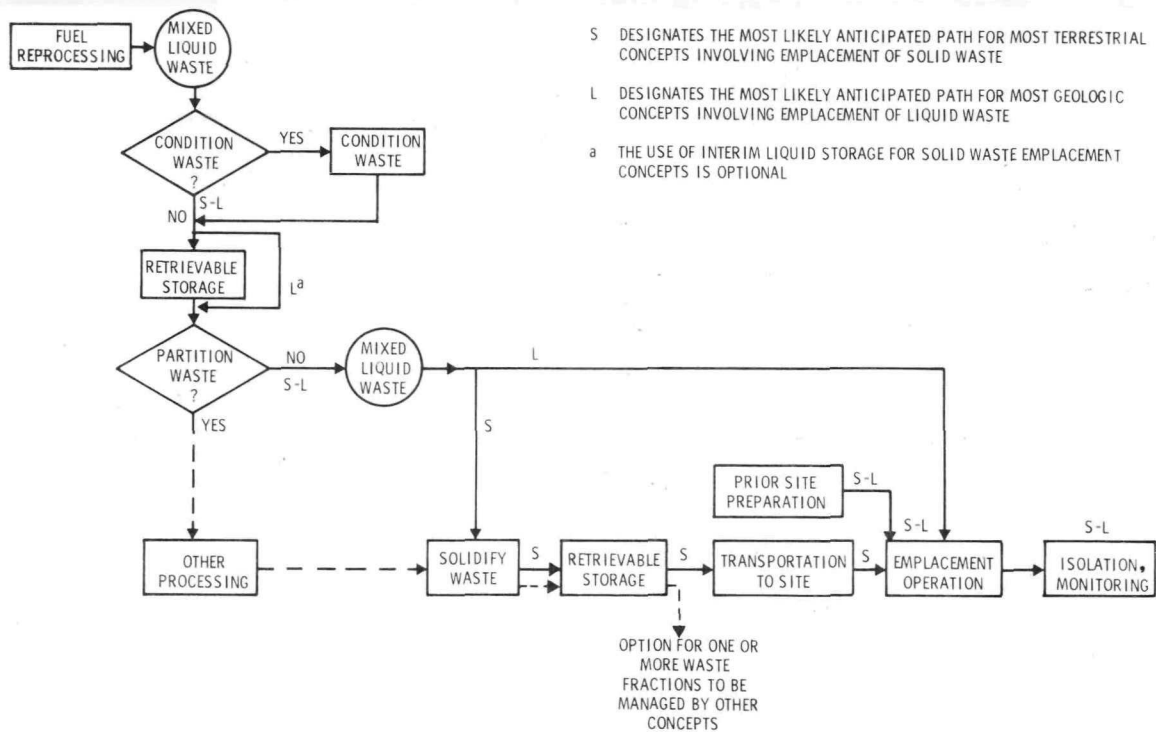 FUEL
REPROCESSING
MIXED
LIQUID
WASTE
S DESIGNATES THE MOST LIKELY ANTICIPATED PATH FOR MOST TERRESTRIAL
CONCEPTS INVOLVING EMPLACEMENT OF SOLID WASTE
L DESIGNATES THE MOST LIKELY ANTICIPATED PATH FOR MOST GEOLOGIC
CONCEPTS INVOLVING EMPLACEMENT OF LIQUID WASTE
a THE USE OF INTERIM LIQUID STORAGE FOR SOLID WASTE EMPLACEMENT
CONCEPTS IS OPTIONAL
CONDITION
WASTE
?
YES
CONDITION
WASTE
S-L
NO
RETRIEVABLE
STORAGE
La
PARTITION
WASTE
?
NO
S-L
YES
MIXED
LIQUID
WASTE
L
S
PRIOR SITE
PREPARATION
S-L
S-L
S-L
OTHER
PROCESSING
SOLIDIFY
WASTE
S
RETRIEVABLE
STORAGE
S
TRANSPORTATION
TO SITE
S
EMPLACEMENT
OPERATION
ISOLATION,
MONITORING
OPTION FOR ONE OR
MORE WASTE
FRACTIONS TO BE
MANAGED BY OTHER
CONCEPTS